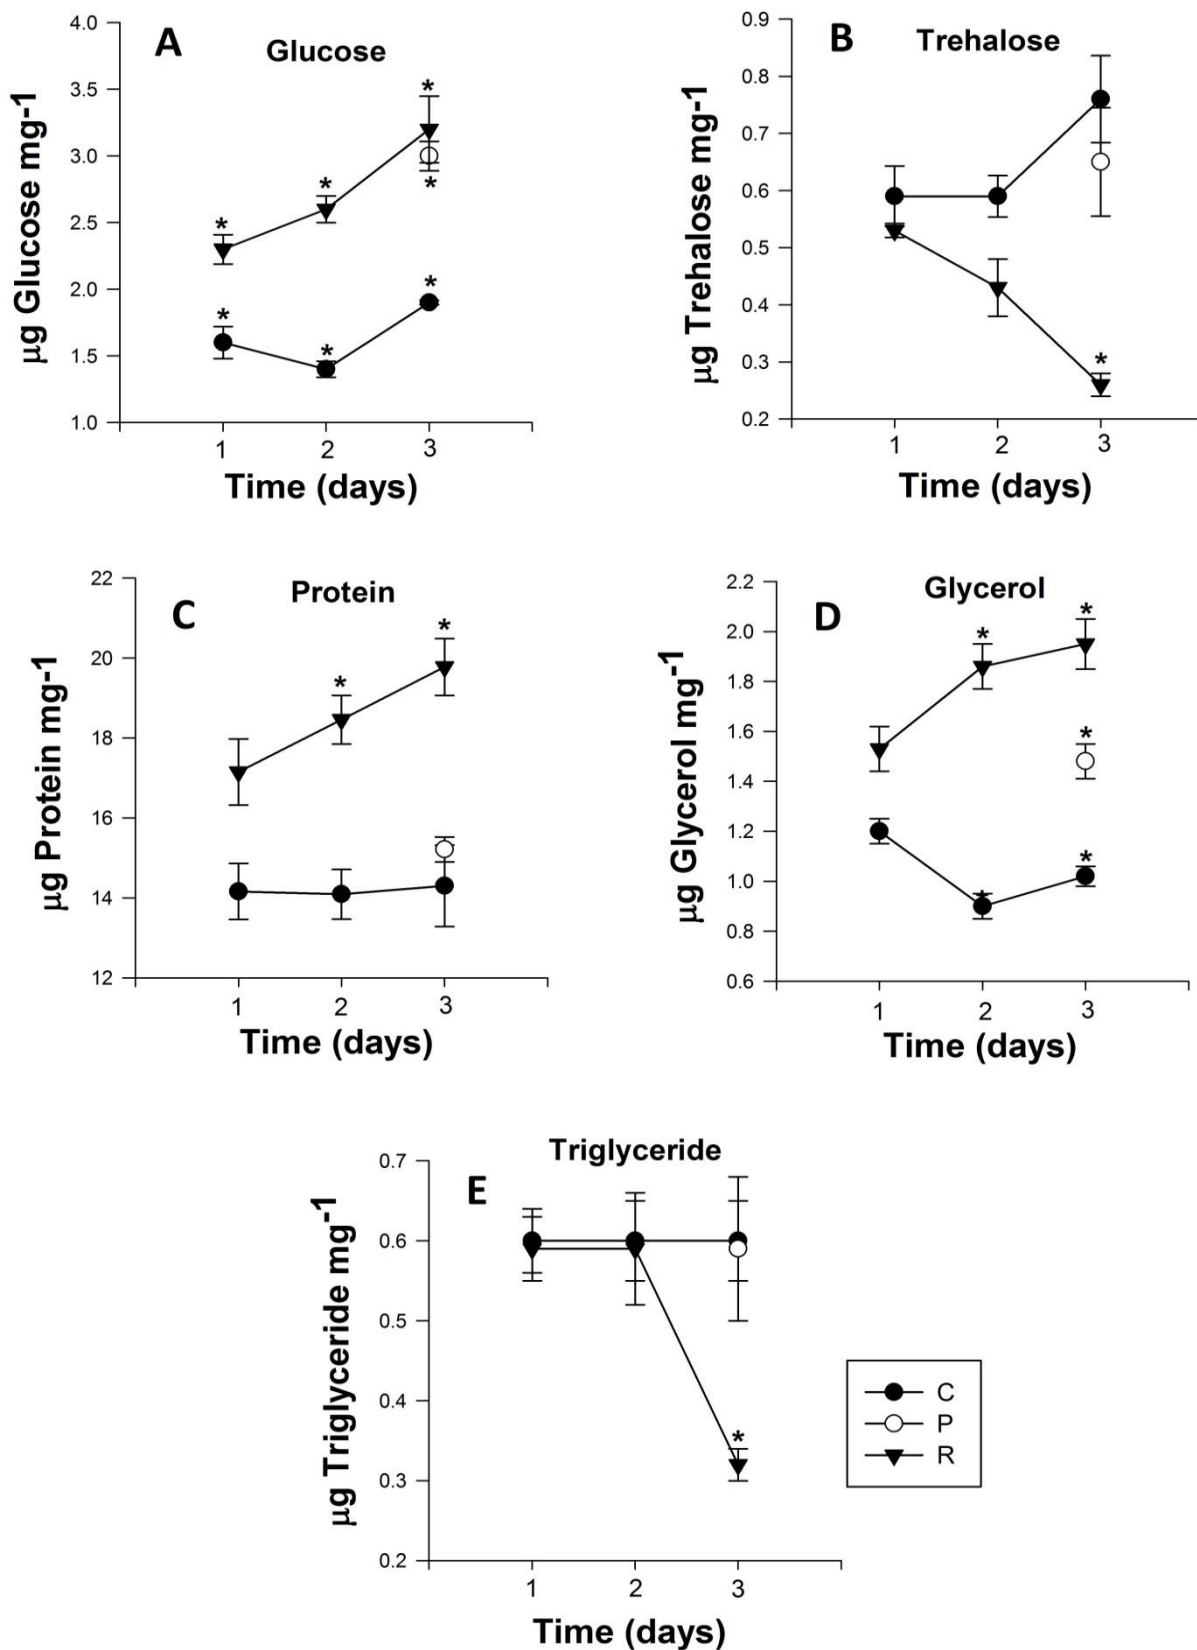 A
Glucose
4.0
3.5
3.0
2.5
2.0
1.5
1.0
µg Glucose mg-1
* * *
*
* * *
1 2 3
Time (days)
B
Trehalose
0.9
0.8
0.7
0.6
0.5
0.4
0.3
0.2
µg Trehalose mg-1
*
1 2 3
Time (days)
C
Protein
22
20
18
16
14
12
µg Protein mg-1
* *
1 2 3
Time (days)
D
Glycerol
2.2
2.0
1.8
1.6
1.4
1.2
1.0
0.8
0.6
µg Glycerol mg-1
* *
*
* *
1 2 3
Time (days)
E
Triglyceride
0.7
0.6
0.5
0.4
0.3
0.2
µg Triglyceride mg-1
*
1 2 3
Time (days)
C
P
R